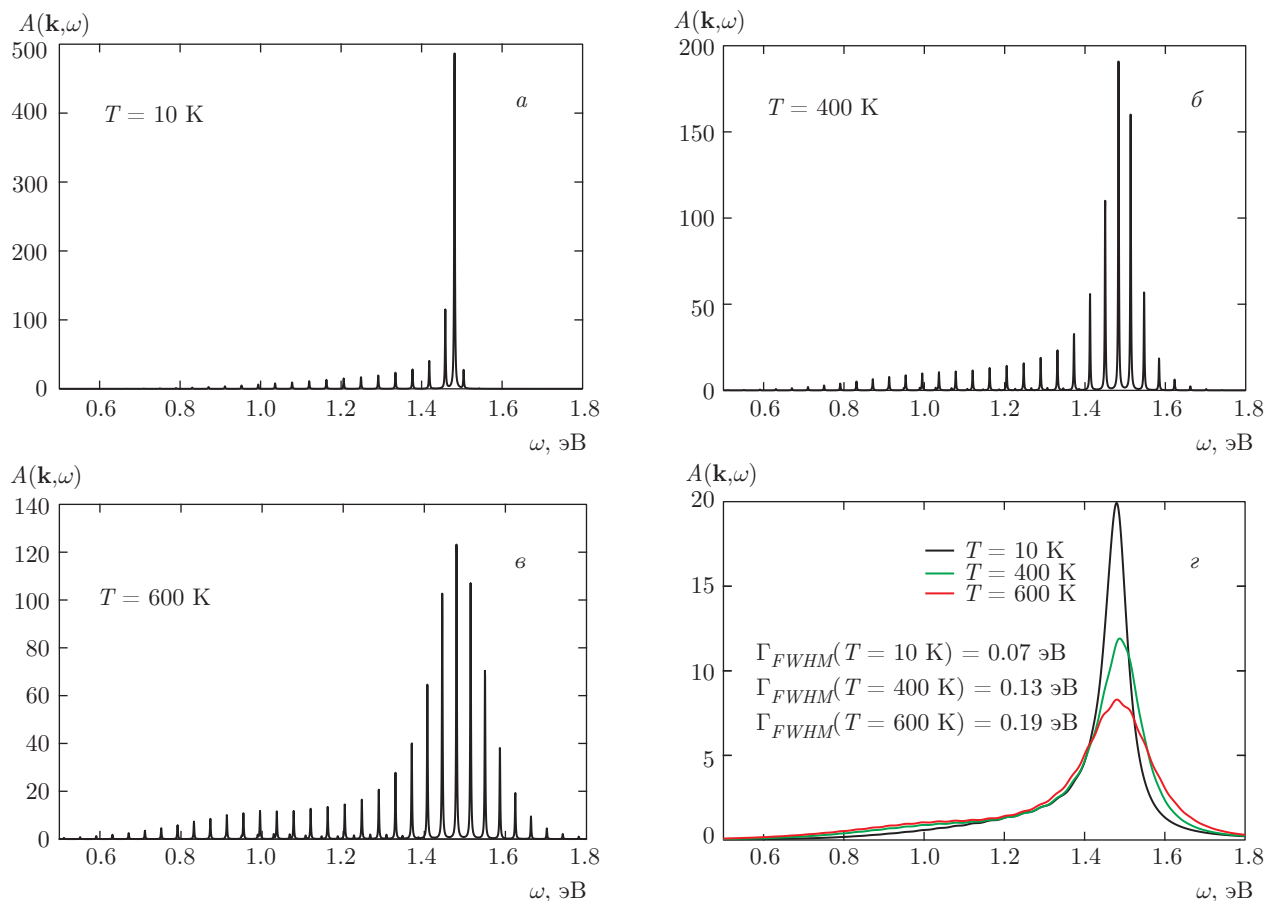 A(k,ω)
500
400
300
200
100
0
T = 10 K
а
0.6 0.8 1.0 1.2 1.4 1.6 1.8
ω, эВ
A(k,ω)
200
150
100
50
0
T = 400 K
б
0.6 0.8 1.0 1.2 1.4 1.6 1.8
ω, эВ
A(k,ω)
140
120
100
80
60
40
20
0
T = 600 K
в
0.6 0.8 1.0 1.2 1.4 1.6 1.8
ω, эВ
A(k,ω)
20
15
10
5
0
T = 10 K
T = 400 K
T = 600 K
г
Γ_FWHM(T = 10 K) = 0.07 эВ
Γ_FWHM(T = 400 K) = 0.13 эВ
Γ_FWHM(T = 600 K) = 0.19 эВ
0.6 0.8 1.0 1.2 1.4 1.6 1.8
ω, эВ